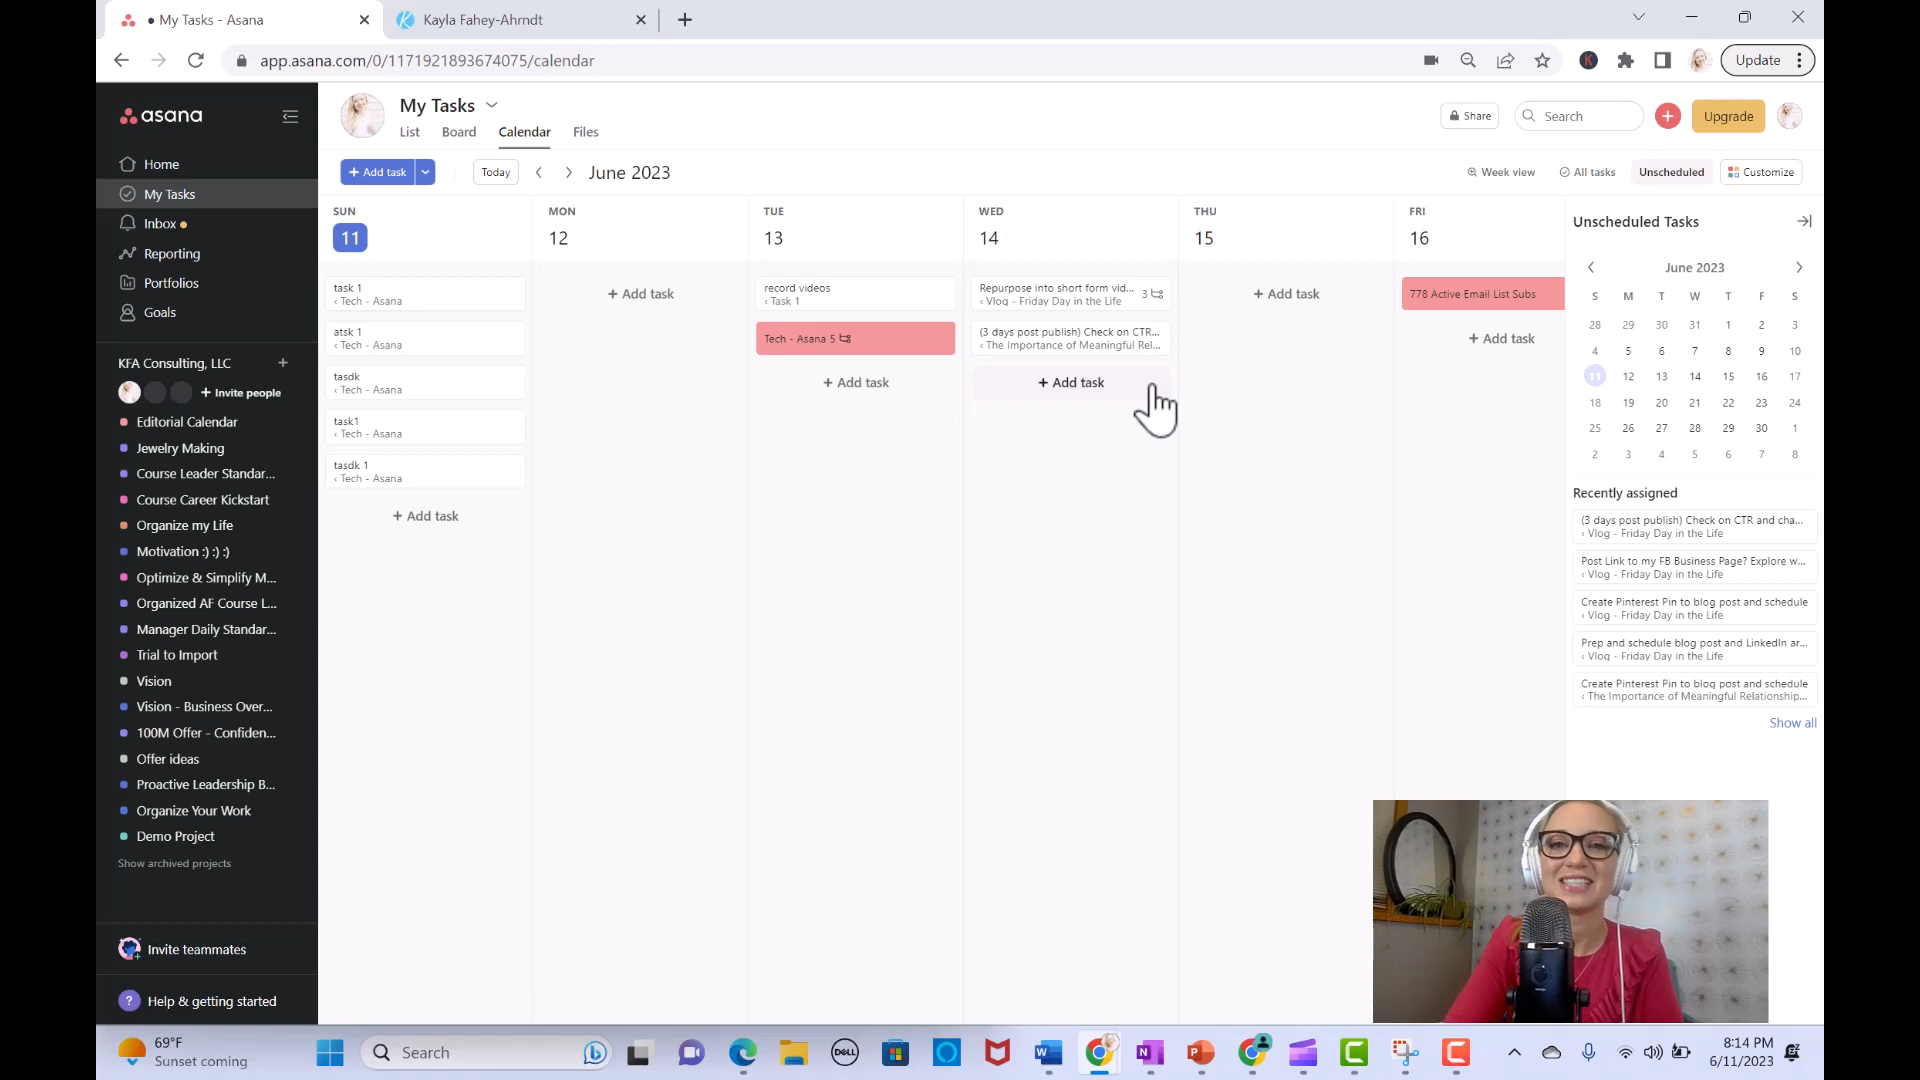 My Tasks - Asana
Kayla Fahey-Ahrndt
app.asana.com/0/1171921893674075/calendar
Update
asana
Home
My Tasks
Inbox
Reporting
Portfolios
Goals
KFA Consulting, LLC
Invite people
Editorial Calendar
Jewelry Making
Course Leader Standar...
Course Career Kickstart
Organize my Life
Motivation :) :) :)
Optimize & Simplify M...
Organized AF Course L...
Manager Daily Standar...
Trial to Import
Vision
Vision - Business Over...
100M Offer - Confiden...
Offer ideas
Proactive Leadership B...
Organize Your Work
Demo Project
Show archived projects
Invite teammates
? Help & getting started
My Tasks
List Board Calendar Files
Share
Search
Upgrade
+ Add task
Today
June 2023
Week view
All tasks
Unscheduled
Customize
SUN
11
task 1
‹ Tech - Asana
atsk 1
‹ Tech - Asana
tasdk
‹ Tech - Asana
task1
‹ Tech - Asana
tasdk 1
‹ Tech - Asana
+ Add task
MON
12
+ Add task
TUE
13
record videos
‹ Task 1
Tech - Asana 5
+ Add task
WED
14
Repurpose into short form vid... 3
‹ Vlog - Friday Day in the Life
(3 days post publish) Check on CTR...
‹ The Importance of Meaningful Rel...
+ Add task
THU
15
+ Add task
FRI
16
778 Active Email List Subs
+ Add task
Unscheduled Tasks
June 2023
S M T W T F S
28 29 30 31 1 2 3
4 5 6 7 8 9 10
11 12 13 14 15 16 17
18 19 20 21 22 23 24
25 26 27 28 29 30 1
2 3 4 5 6 7 8
Recently assigned
(3 days post publish) Check on CTR and cha...
‹ Vlog - Friday Day in the Life
Post Link to my FB Business Page? Explore w...
‹ Vlog - Friday Day in the Life
Create Pinterest Pin to blog post and schedule
‹ Vlog - Friday Day in the Life
Prep and schedule blog post and LinkedIn ar...
‹ Vlog - Friday Day in the Life
Create Pinterest Pin to blog post and schedule
‹ The Importance of Meaningful Relationship...
Show all
69°F
Sunset coming
Search
DELL
8:14 PM
6/11/2023